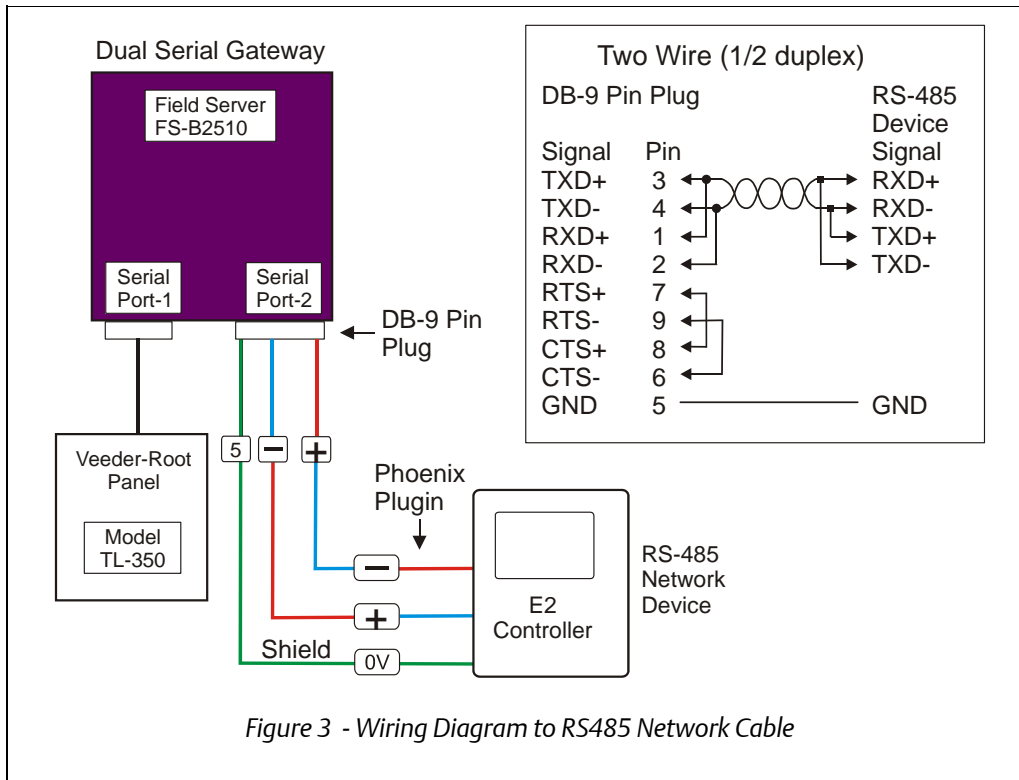 Dual Serial Gateway
Field Server
FS-B2510
Serial
Port-1
Serial
Port-2
DB-9 Pin
Plug
5
−
+
Veeder-Root
Panel
Model
TL-350
Phoenix
Plugin
−
+
Shield
0V
E2
Controller
RS-485
Network
Device
Two Wire (1/2 duplex)
DB-9 Pin Plug
RS-485
Device
Signal Pin Signal
TXD+ 3 RXD+
TXD- 4 RXD-
RXD+ 1 TXD+
RXD- 2 TXD-
RTS+ 7
RTS- 9
CTS+ 8
CTS- 6
GND 5 GND
Figure 3 - Wiring Diagram to RS485 Network Cable